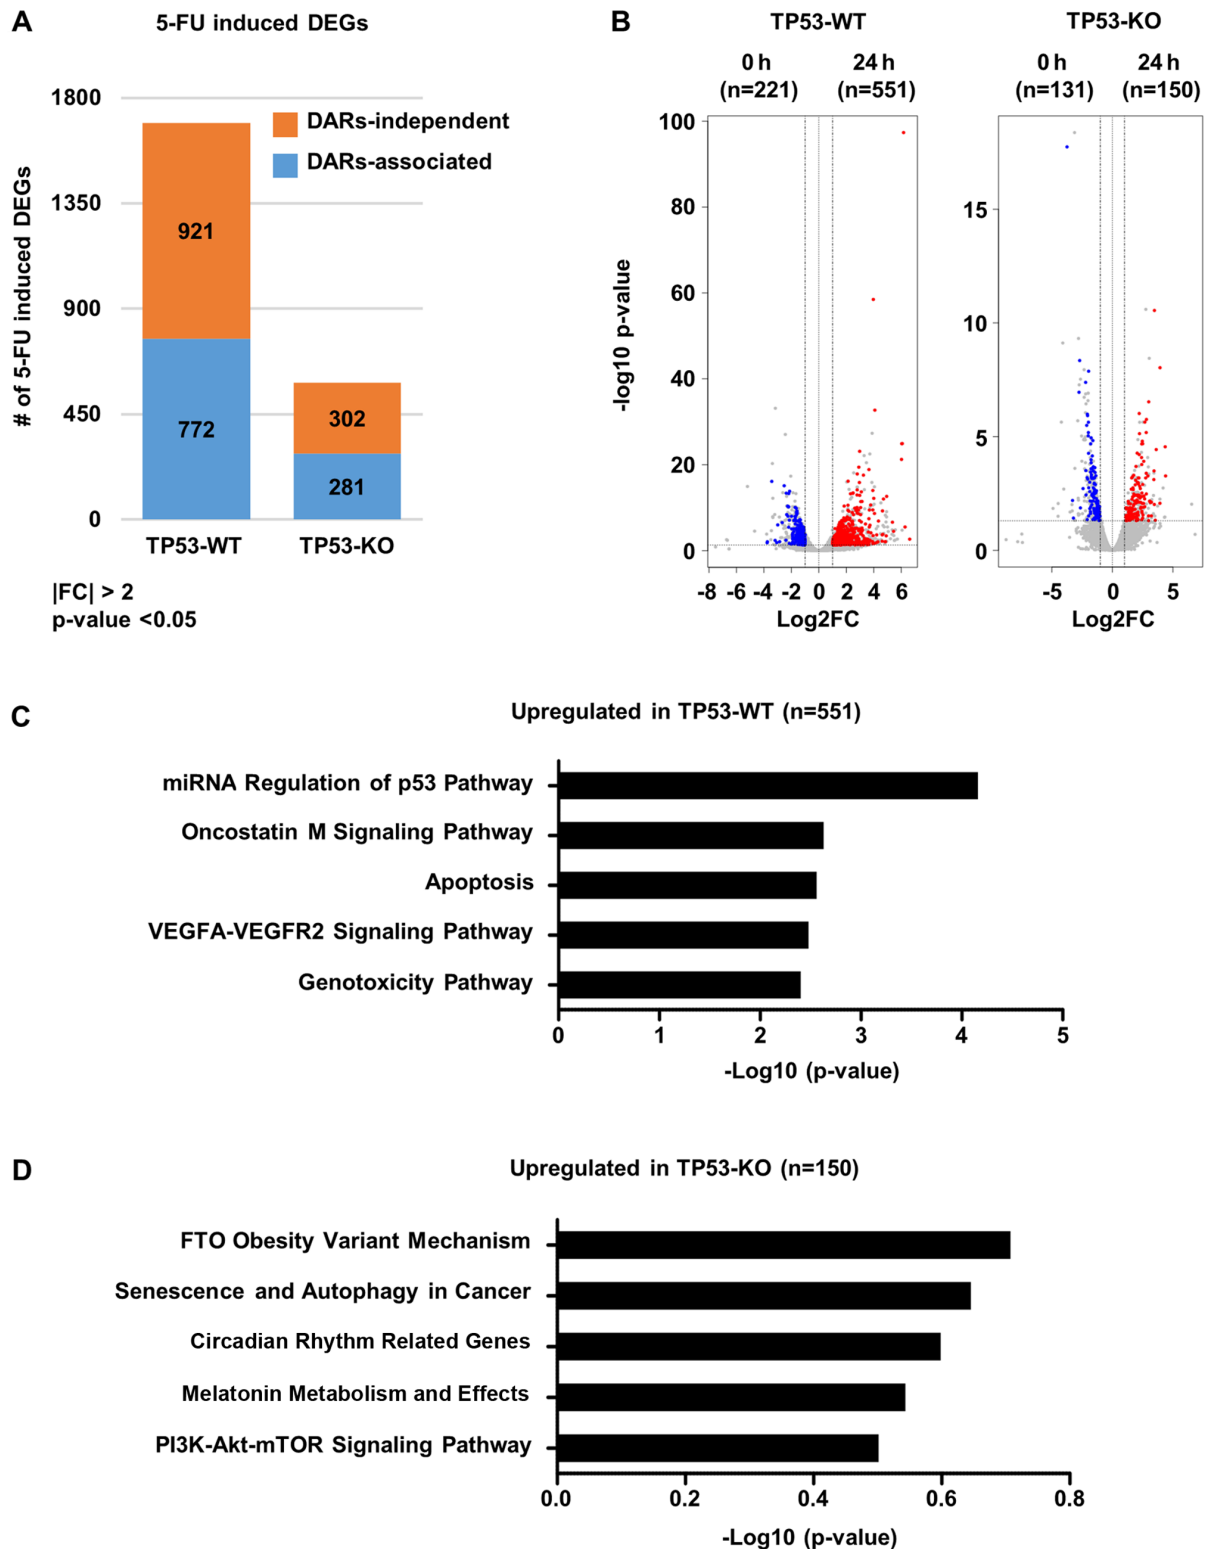 A
5-FU induced DEGs
# of 5-FU induced DEGs
1800
1350
900
450
0
DARs-independent
DARs-associated
921
772
302
281
TP53-WT
TP53-KO
|FC| > 2
p-value <0.05
B
TP53-WT
0 h
(n=221)
24 h
(n=551)
TP53-KO
0 h
(n=131)
24 h
(n=150)
-log10 p-value
100
80
60
40
20
0
-8 -6 -4 -2 0 2 4 6
Log2FC
15
10
5
0
-5 0 5
Log2FC
C
Upregulated in TP53-WT (n=551)
miRNA Regulation of p53 Pathway
Oncostatin M Signaling Pathway
Apoptosis
VEGFA-VEGFR2 Signaling Pathway
Genotoxicity Pathway
0 1 2 3 4 5
-Log10 (p-value)
D
Upregulated in TP53-KO (n=150)
FTO Obesity Variant Mechanism
Senescence and Autophagy in Cancer
Circadian Rhythm Related Genes
Melatonin Metabolism and Effects
PI3K-Akt-mTOR Signaling Pathway
0.0 0.2 0.4 0.6 0.8
-Log10 (p-value)